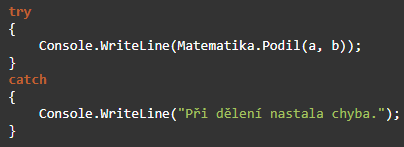 try
{
    Console.WriteLine(Matematika.Podil(a, b));
}
catch
{
    Console.WriteLine("Při dělení nastala chyba.");
}